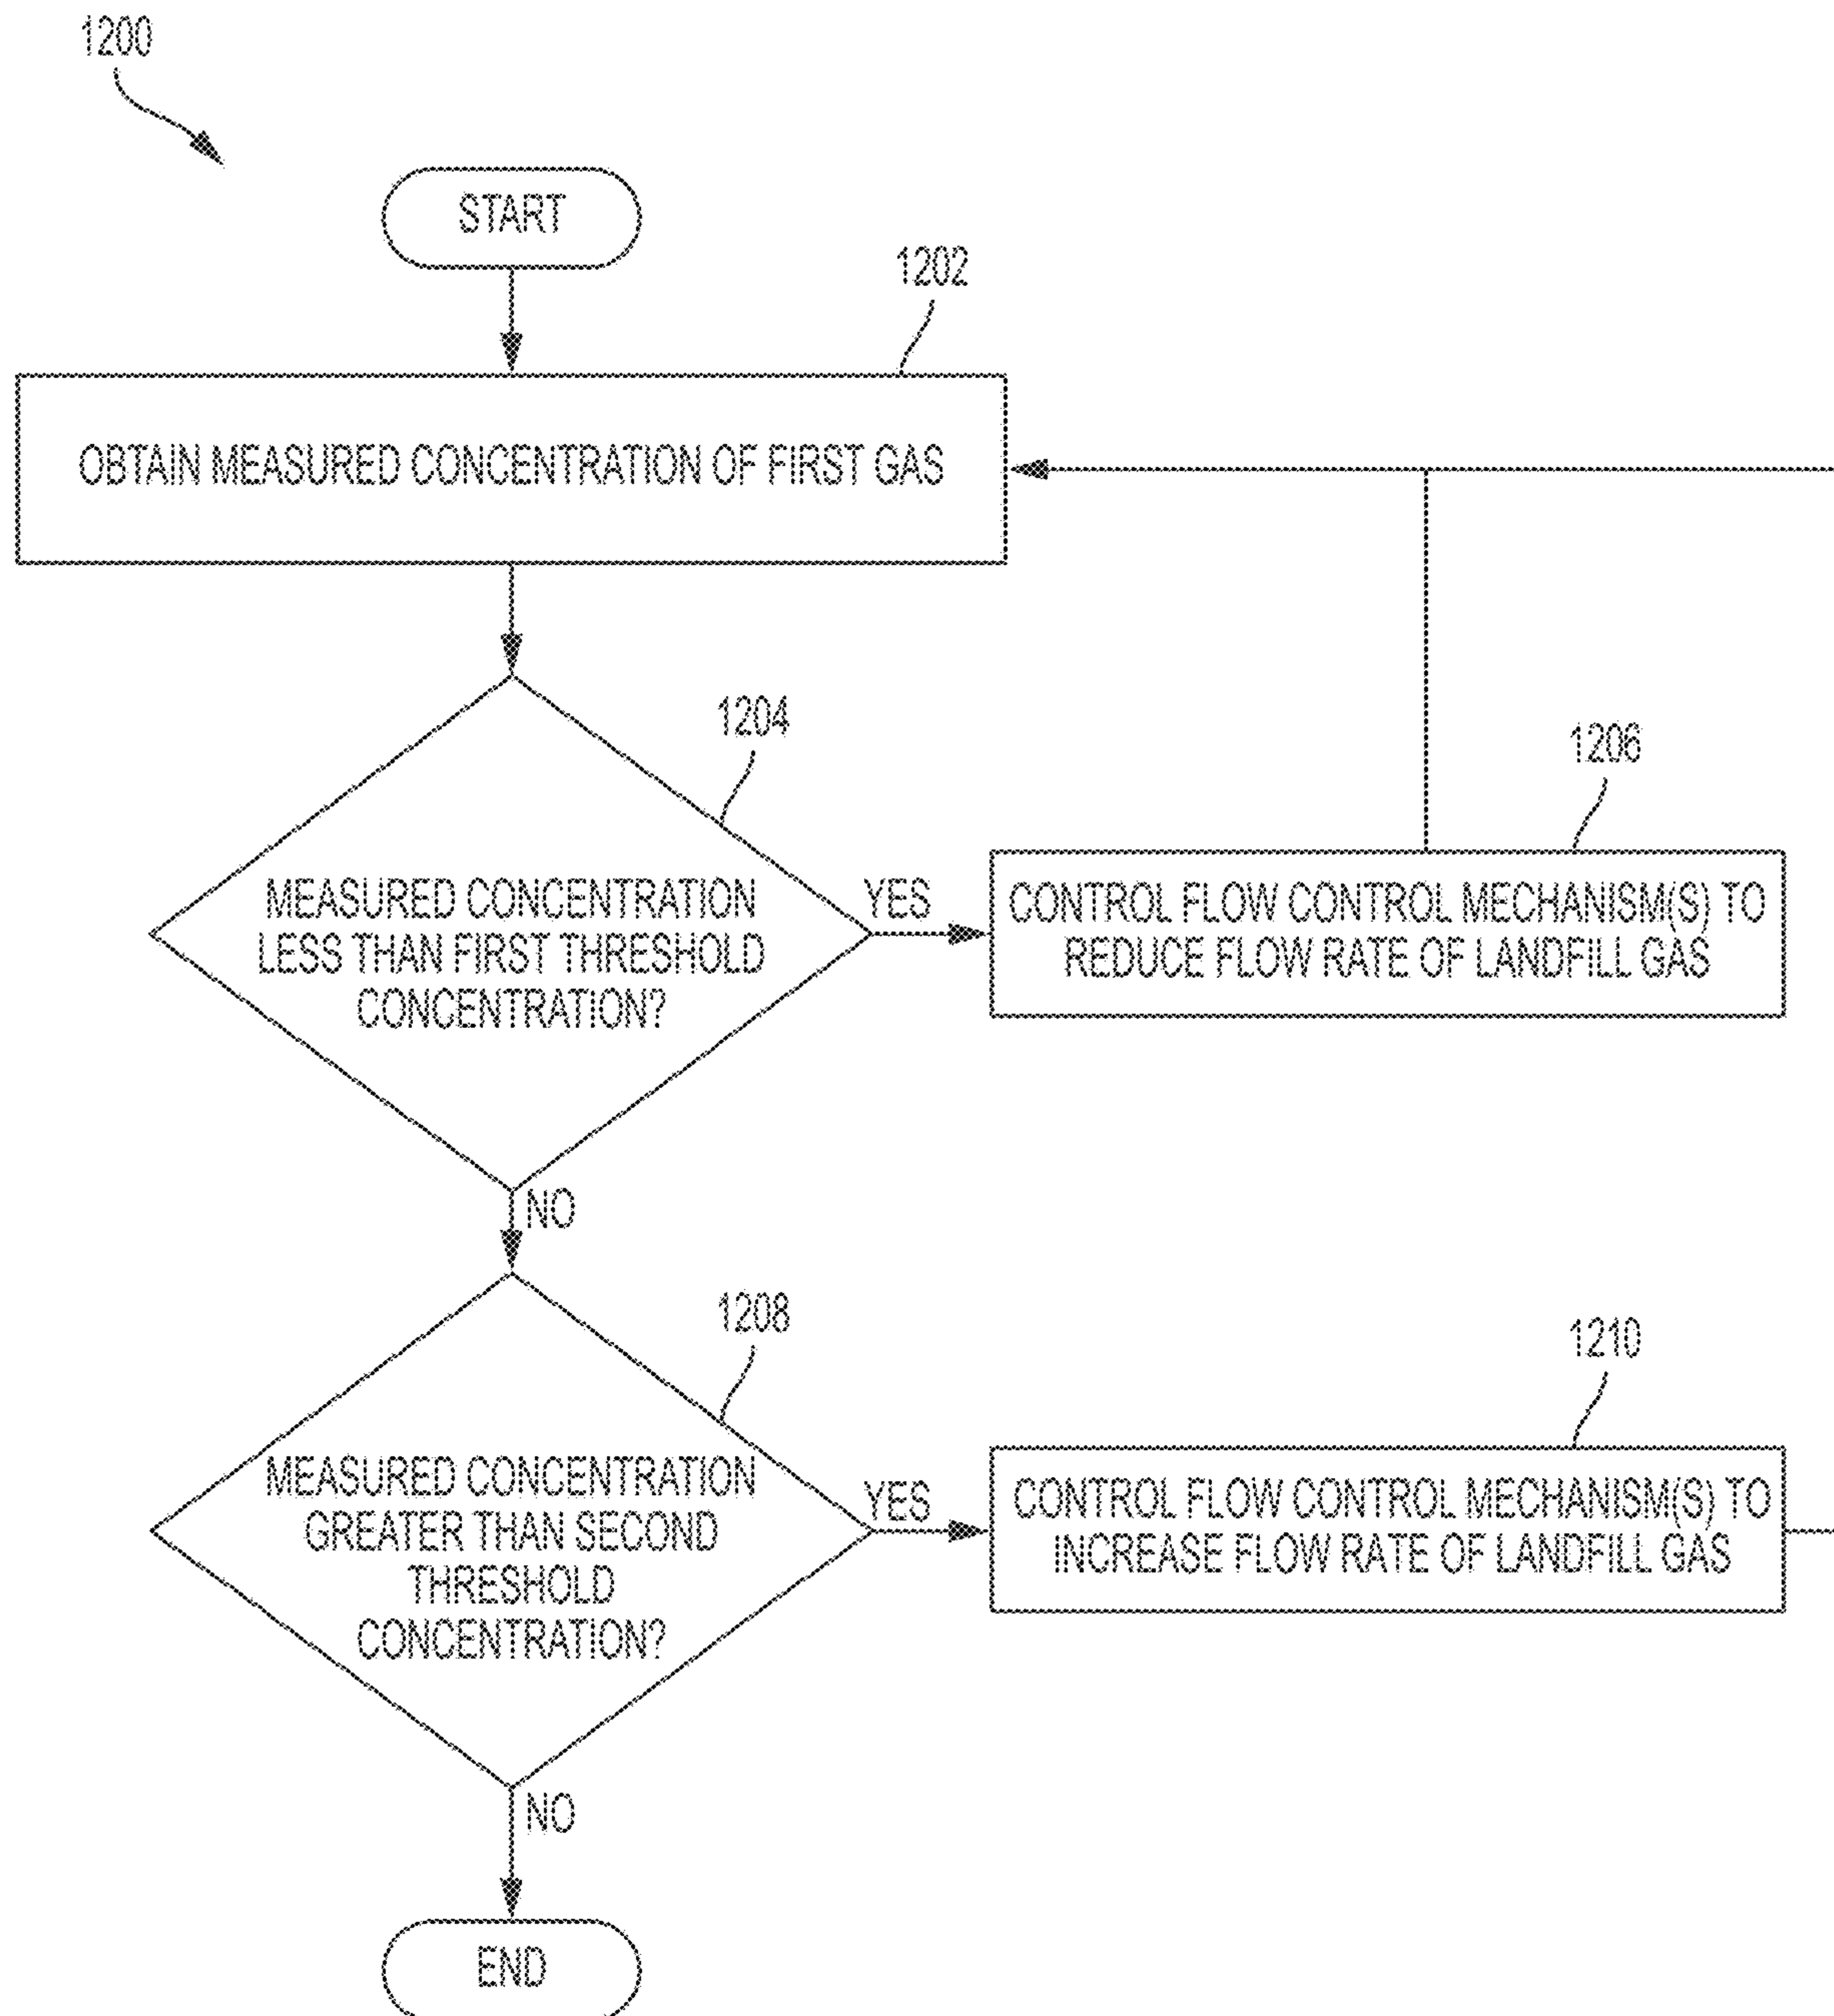 1200
START
1202
OBTAIN MEASURED CONCENTRATION OF FIRST GAS
1204
MEASURED CONCENTRATION
LESS THAN FIRST THRESHOLD
CONCENTRATION?
YES
1206
CONTROL FLOW CONTROL MECHANISM(S) TO
REDUCE FLOW RATE OF LANDFILL GAS
NO
1208
MEASURED CONCENTRATION
GREATER THAN SECOND
THRESHOLD
CONCENTRATION?
YES
1210
CONTROL FLOW CONTROL MECHANISM(S) TO
INCREASE FLOW RATE OF LANDFILL GAS
NO
END